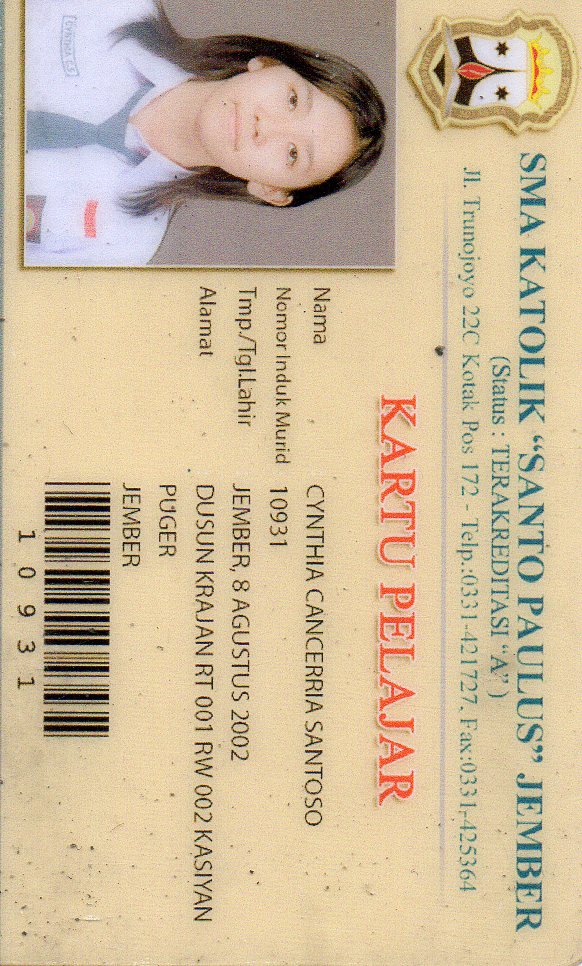 SMA KATOLIK “SANTO PAULUS” JEMBER
(Status : TERAKREDITASI “A” )
Jl. Trunojoyo 22C Kotak Pos 172 - Telp.:0331-421727, Fax:0331-425364
KARTU PELAJAR
Nama CYNTHIA CANCERRIA SANTOSO
Nomor Induk Murid 10931
Tmp./Tgl.Lahir JEMBER, 8 AGUSTUS 2002
Alamat DUSUN KRAJAN RT 001 RW 002 KASIYAN
PUGER
JEMBER
CYNTHIA C.S
10931